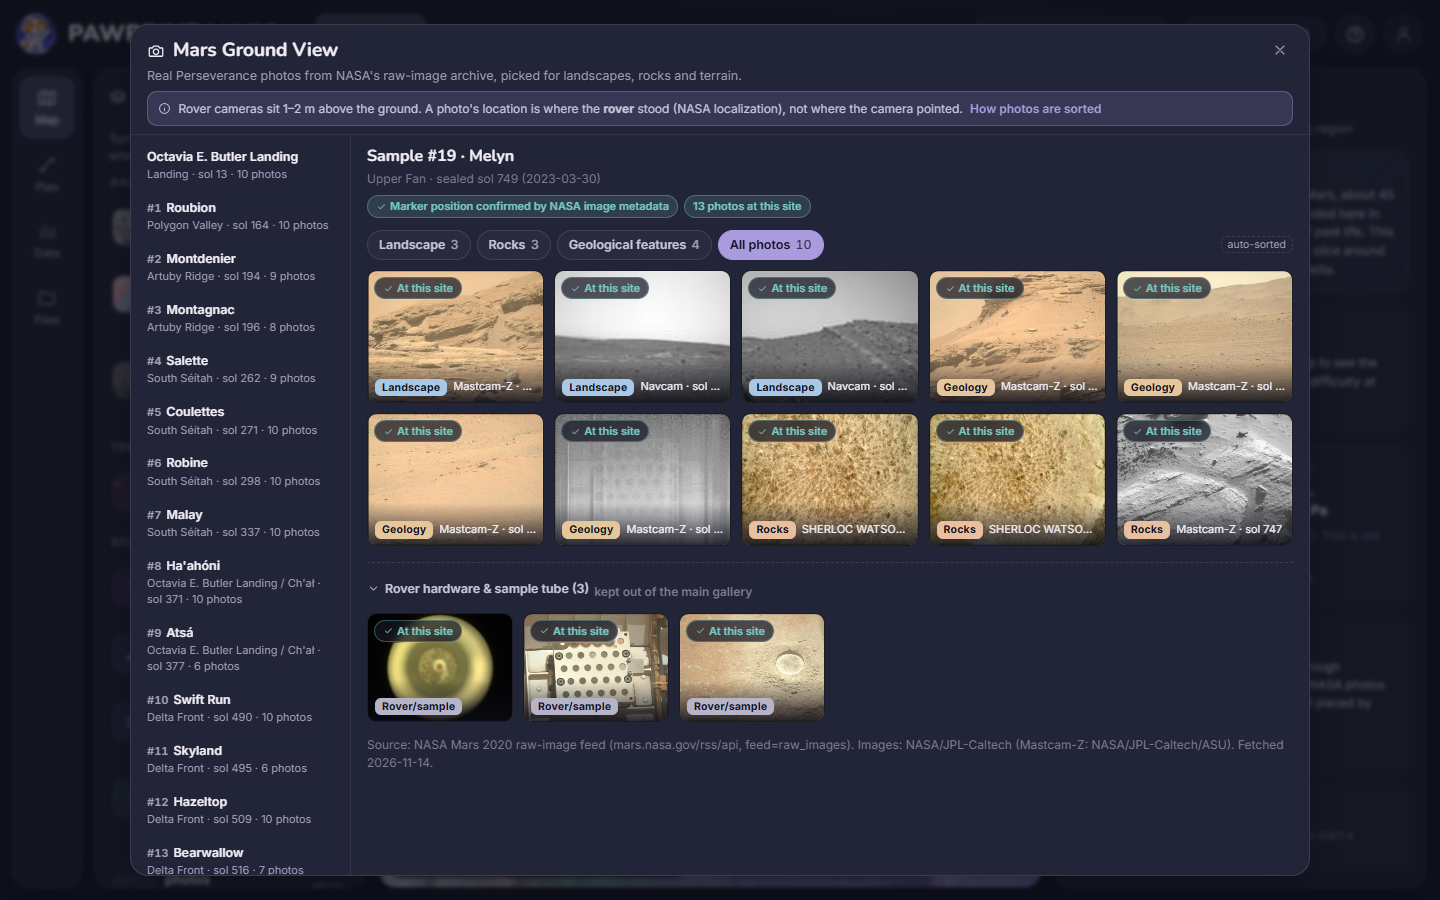 PAWP
Mars Ground View
Real Perseverance photos from NASA's raw-image archive, picked for landscapes, rocks and terrain.
Rover cameras sit 1–2 m above the ground. A photo's location is where the rover stood (NASA localization), not where the camera pointed. How photos are sorted
Map
Plan
Data
Files
Octavia E. Butler Landing
Landing · sol 13 · 10 photos
#1 Roubion
Polygon Valley · sol 164 · 10 photos
#2 Montdenier
Artuby Ridge · sol 194 · 9 photos
#3 Montagnac
Artuby Ridge · sol 196 · 8 photos
#4 Salette
South Séítah · sol 262 · 9 photos
#5 Coulettes
South Séítah · sol 271 · 10 photos
#6 Robine
South Séítah · sol 298 · 10 photos
#7 Malay
South Séítah · sol 337 · 10 photos
#8 Ha'ahóni
Octavia E. Butler Landing / Ch'ał ·
sol 371 · 10 photos
#9 Atsá
Octavia E. Butler Landing / Ch'ał ·
sol 377 · 6 photos
#10 Swift Run
Delta Front · sol 490 · 10 photos
#11 Skyland
Delta Front · sol 495 · 6 photos
#12 Hazeltop
Delta Front · sol 509 · 10 photos
#13 Bearwallow
Delta Front · sol 516 · 7 photos
Sample #19 · Melyn
Upper Fan · sealed sol 749 (2023-03-30)
Marker position confirmed by NASA image metadata
13 photos at this site
Landscape 3
Rocks 3
Geological features 4
All photos 10
auto-sorted
At this site
At this site
At this site
At this site
At this site
Landscape Mastcam-Z · ...
Landscape Navcam · sol ...
Landscape Navcam · sol ...
Geology Mastcam-Z · sol ...
Geology Mastcam-Z · sol ...
At this site
At this site
At this site
At this site
At this site
Geology Mastcam-Z · sol ...
Geology Mastcam-Z · sol ...
Rocks SHERLOC WATSO...
Rocks SHERLOC WATSO...
Rocks Mastcam-Z · sol 747
Rover hardware & sample tube (3) kept out of the main gallery
At this site
At this site
At this site
Rover/sample
Rover/sample
Rover/sample
Source: NASA Mars 2020 raw-image feed (mars.nasa.gov/rss/api, feed=raw_images). Images: NASA/JPL-Caltech (Mastcam-Z: NASA/JPL-Caltech/ASU). Fetched
2026-11-14.
photos